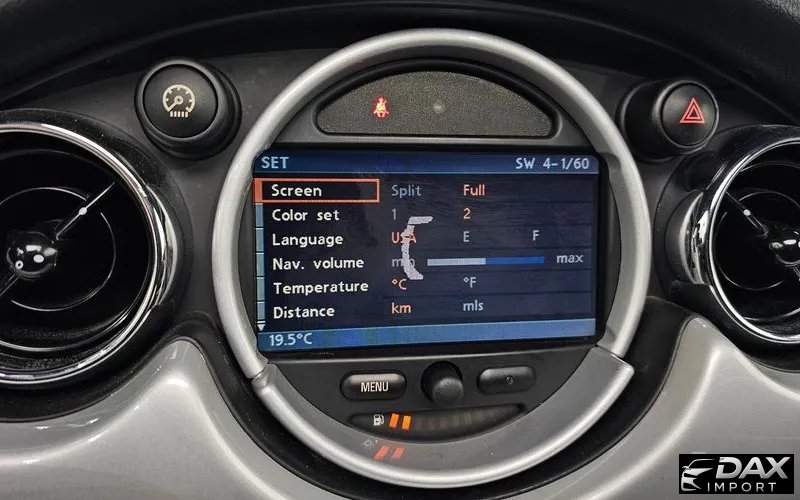 SET SW 4-1/60
Screen Split Full
Color set 1 2
Language USA E F
Nav. volume min max
Temperature °C °F
Distance km mls
19.5°C
MENU
DAX
IMPORT